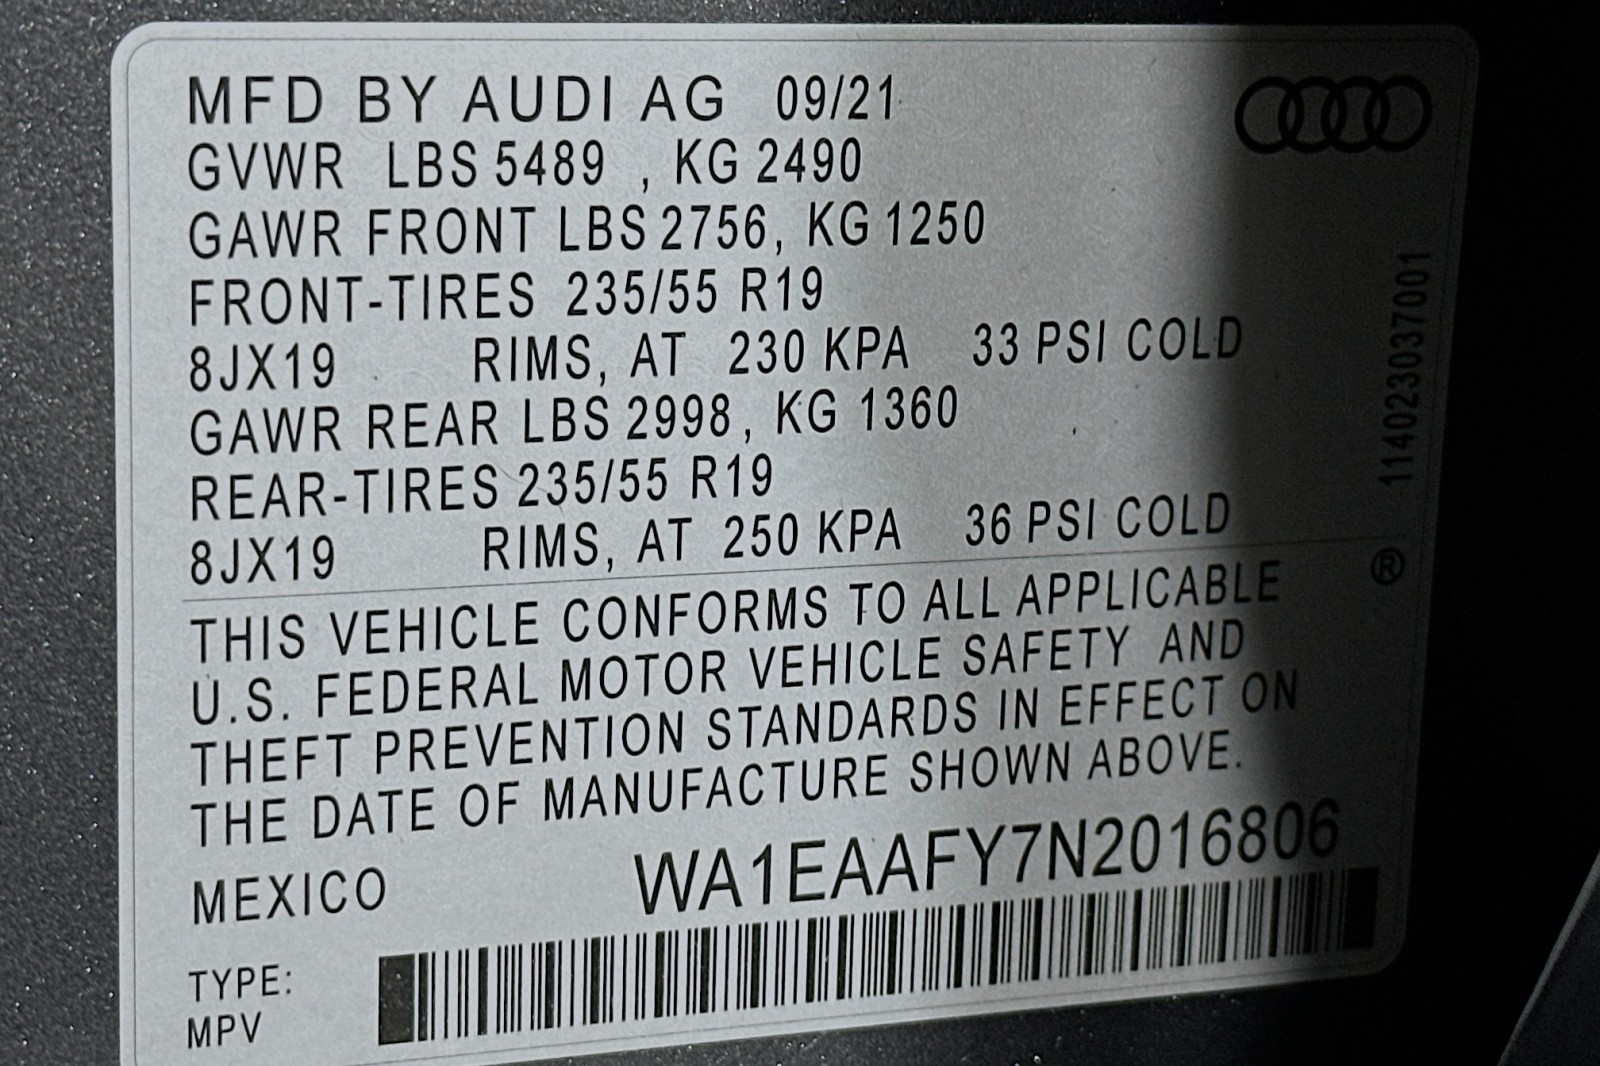 MFD BY AUDI AG 09/21
GVWR LBS 5489 , KG 2490
GAWR FRONT LBS 2756, KG 1250
FRONT-TIRES 235/55 R19
8JX19 RIMS, AT 230 KPA 33 PSI COLD
GAWR REAR LBS 2998, KG 1360
REAR-TIRES 235/55 R19
8JX19 RIMS, AT 250 KPA 36 PSI COLD
114023037001
®
THIS VEHICLE CONFORMS TO ALL APPLICABLE
U.S. FEDERAL MOTOR VEHICLE SAFETY AND
THEFT PREVENTION STANDARDS IN EFFECT ON
THE DATE OF MANUFACTURE SHOWN ABOVE.
MEXICO WA1EAAFY7N2016806
TYPE:
MPV